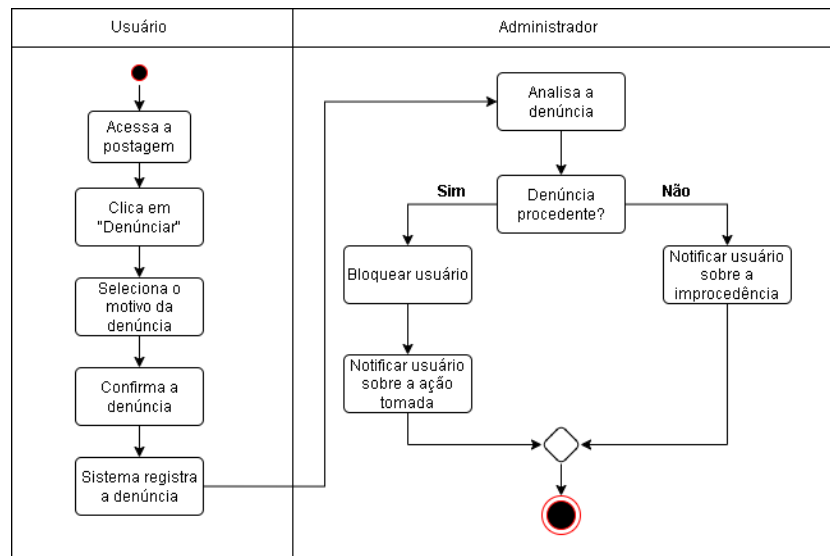 Usuário
Administrador
Acessa a
postagem
Clica em
"Denúnciar"
Seleciona o
motivo da
denúncia
Confirma a
denúncia
Sistema registra
a denúncia
Analisa a
denúncia
Denúncia
procedente?
Sim
Não
Bloquear usuário
Notificar usuário
sobre a ação
tomada
Notificar usuário
sobre a
improcedência